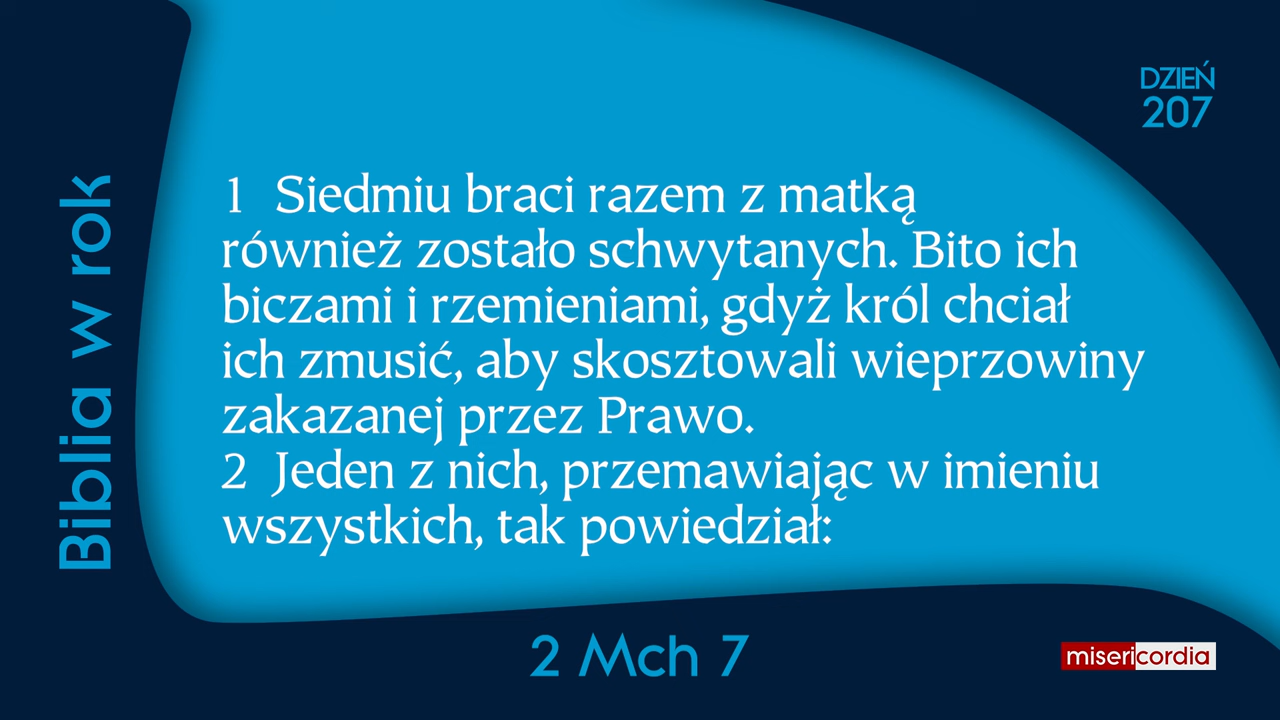 DZIEŃ
207
Biblia w rok
1 Siedmiu braci razem z matką
również zostało schwytanych. Bito ich
biczami i rzemieniami, gdyż król chciał
ich zmusić, aby skosztowali wieprzowiny
zakazanej przez Prawo.
2 Jeden z nich, przemawiając w imieniu
wszystkich, tak powiedział:
2 Mch 7
misericordia